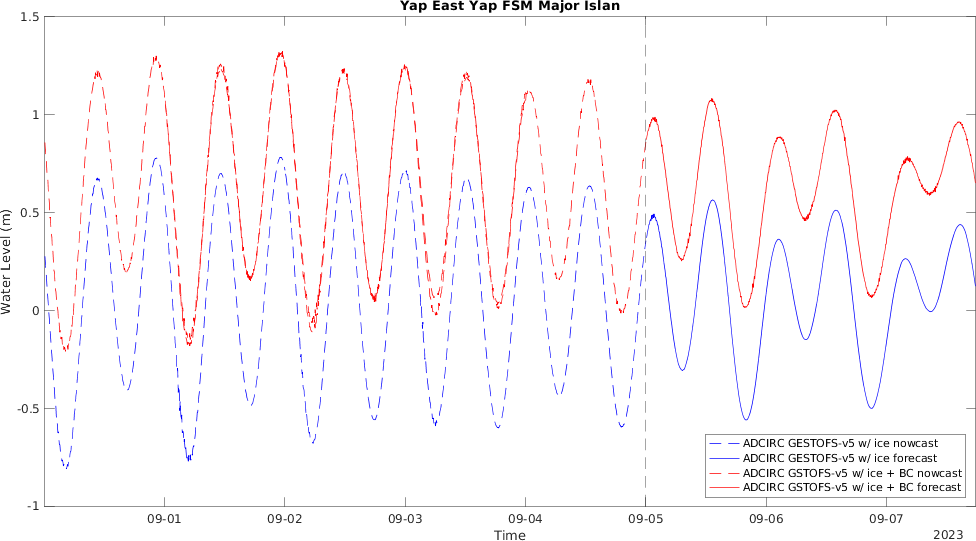 Yap East Yap FSM Major Islan
1.5
1
0.5
0
-0.5
-1
Water Level (m)
ADCIRC GESTOFS-v5 w/ ice nowcast
ADCIRC GESTOFS-v5 w/ ice forecast
ADCIRC GSTOFS-v5 w/ ice + BC nowcast
ADCIRC GSTOFS-v5 w/ ice + BC forecast
09-01 09-02 09-03 09-04 09-05 09-06 09-07
Time
2023